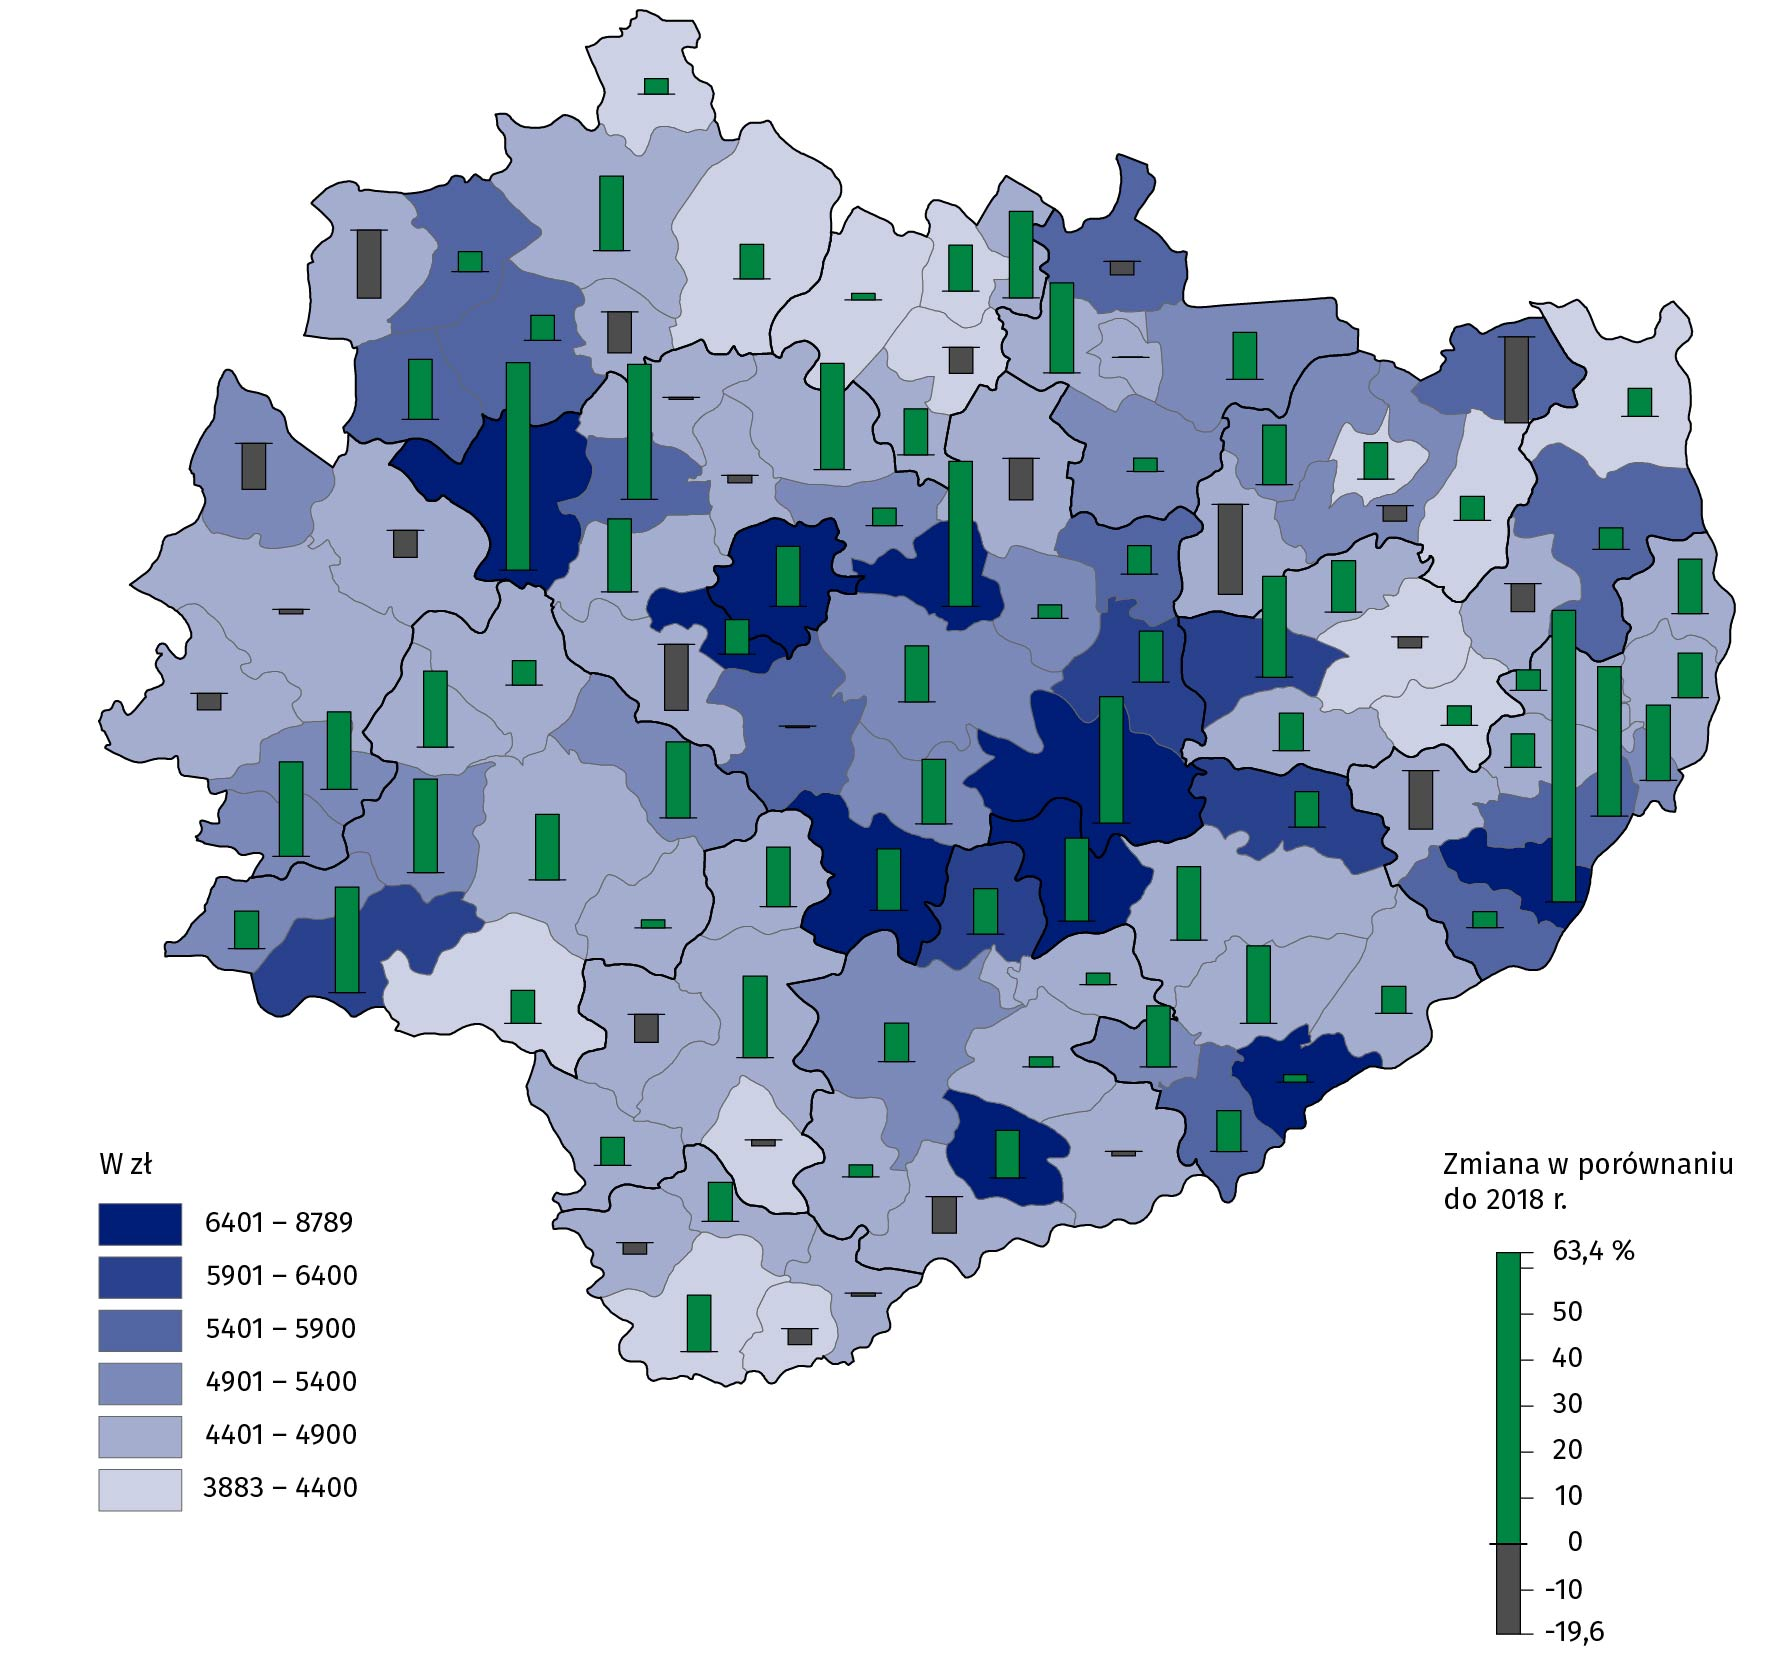 W zł
6401 – 8789
5901 – 6400
5401 – 5900
4901 – 5400
4401 – 4900
3883 – 4400
Zmiana w porównaniu
do 2018 r.
63,4 %
50
40
30
20
10
0
-10
-19,6